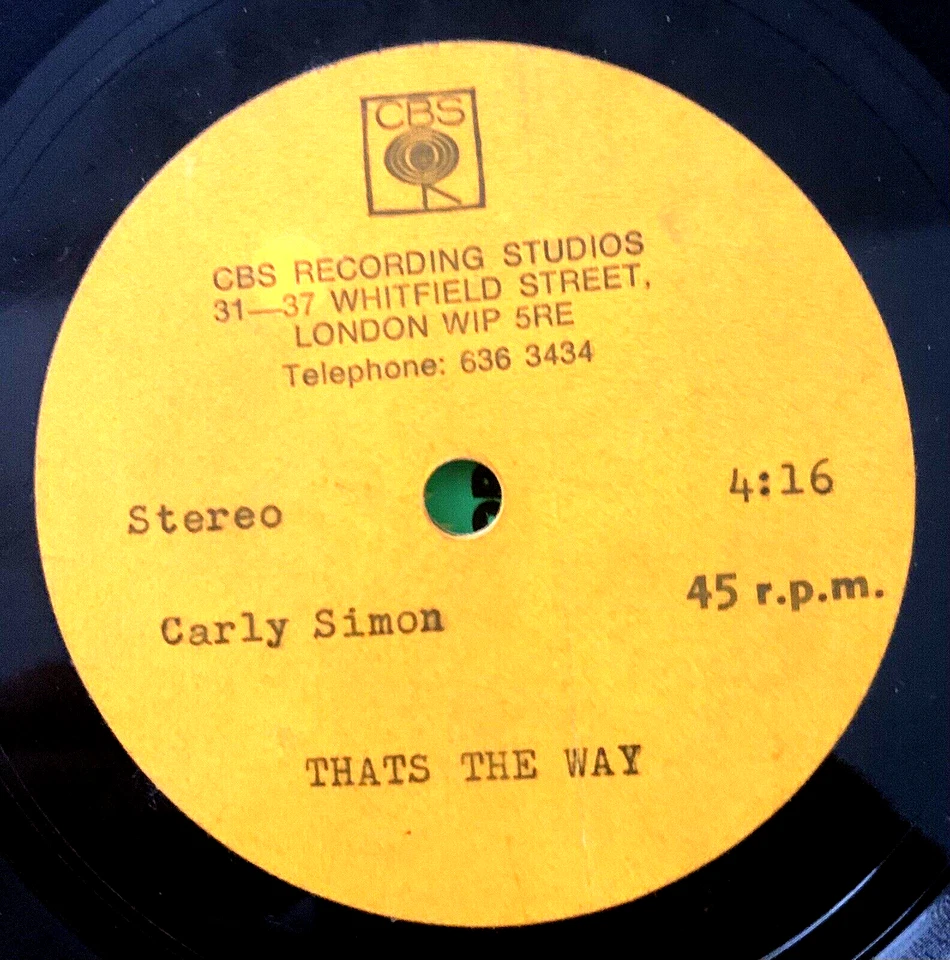 CBS
CBS RECORDING STUDIOS
31—37 WHITFIELD STREET,
LONDON WIP 5RE
Telephone: 636 3434
Stereo
4:16
45 r.p.m.
Carly Simon
THATS THE WAY